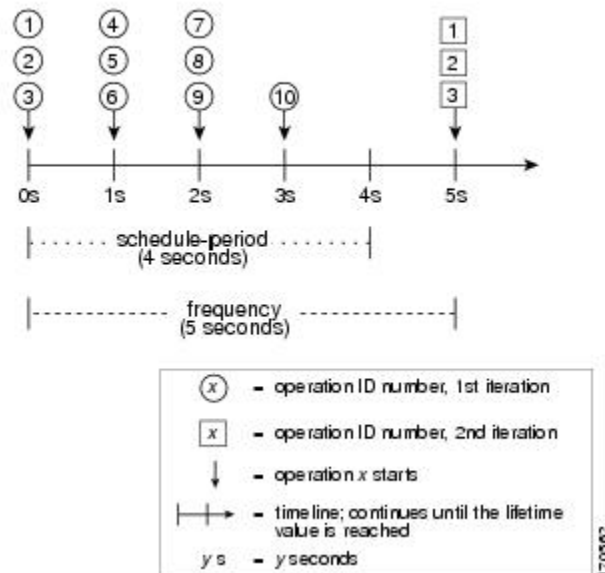 1 4 7 1
2 5 8 2
3 6 9 10 3
0s 1s 2s 3s 4s 5s
schedule-period
(4 seconds)
frequency
(5 seconds)
x = operation ID number, 1st iteration
x = operation ID number, 2nd iteration
= operation x starts
= timeline; continues until the lifetime
value is reached
y s = y seconds